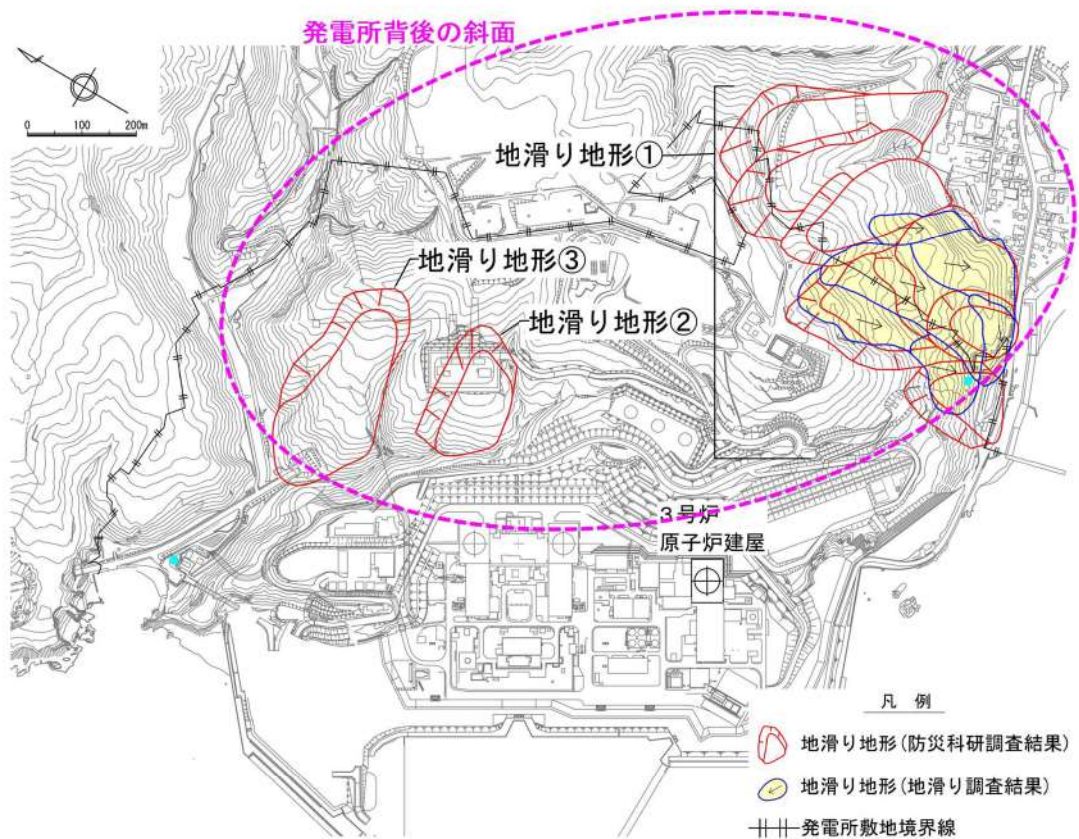 発電所背後の斜面
0 100 200m
地滑り地形①
地滑り地形③
地滑り地形②
3号炉
原子炉建屋
凡 例
地滑り地形(防災科研調査結果)
地滑り地形(地滑り調査結果)
発電所敷地境界線